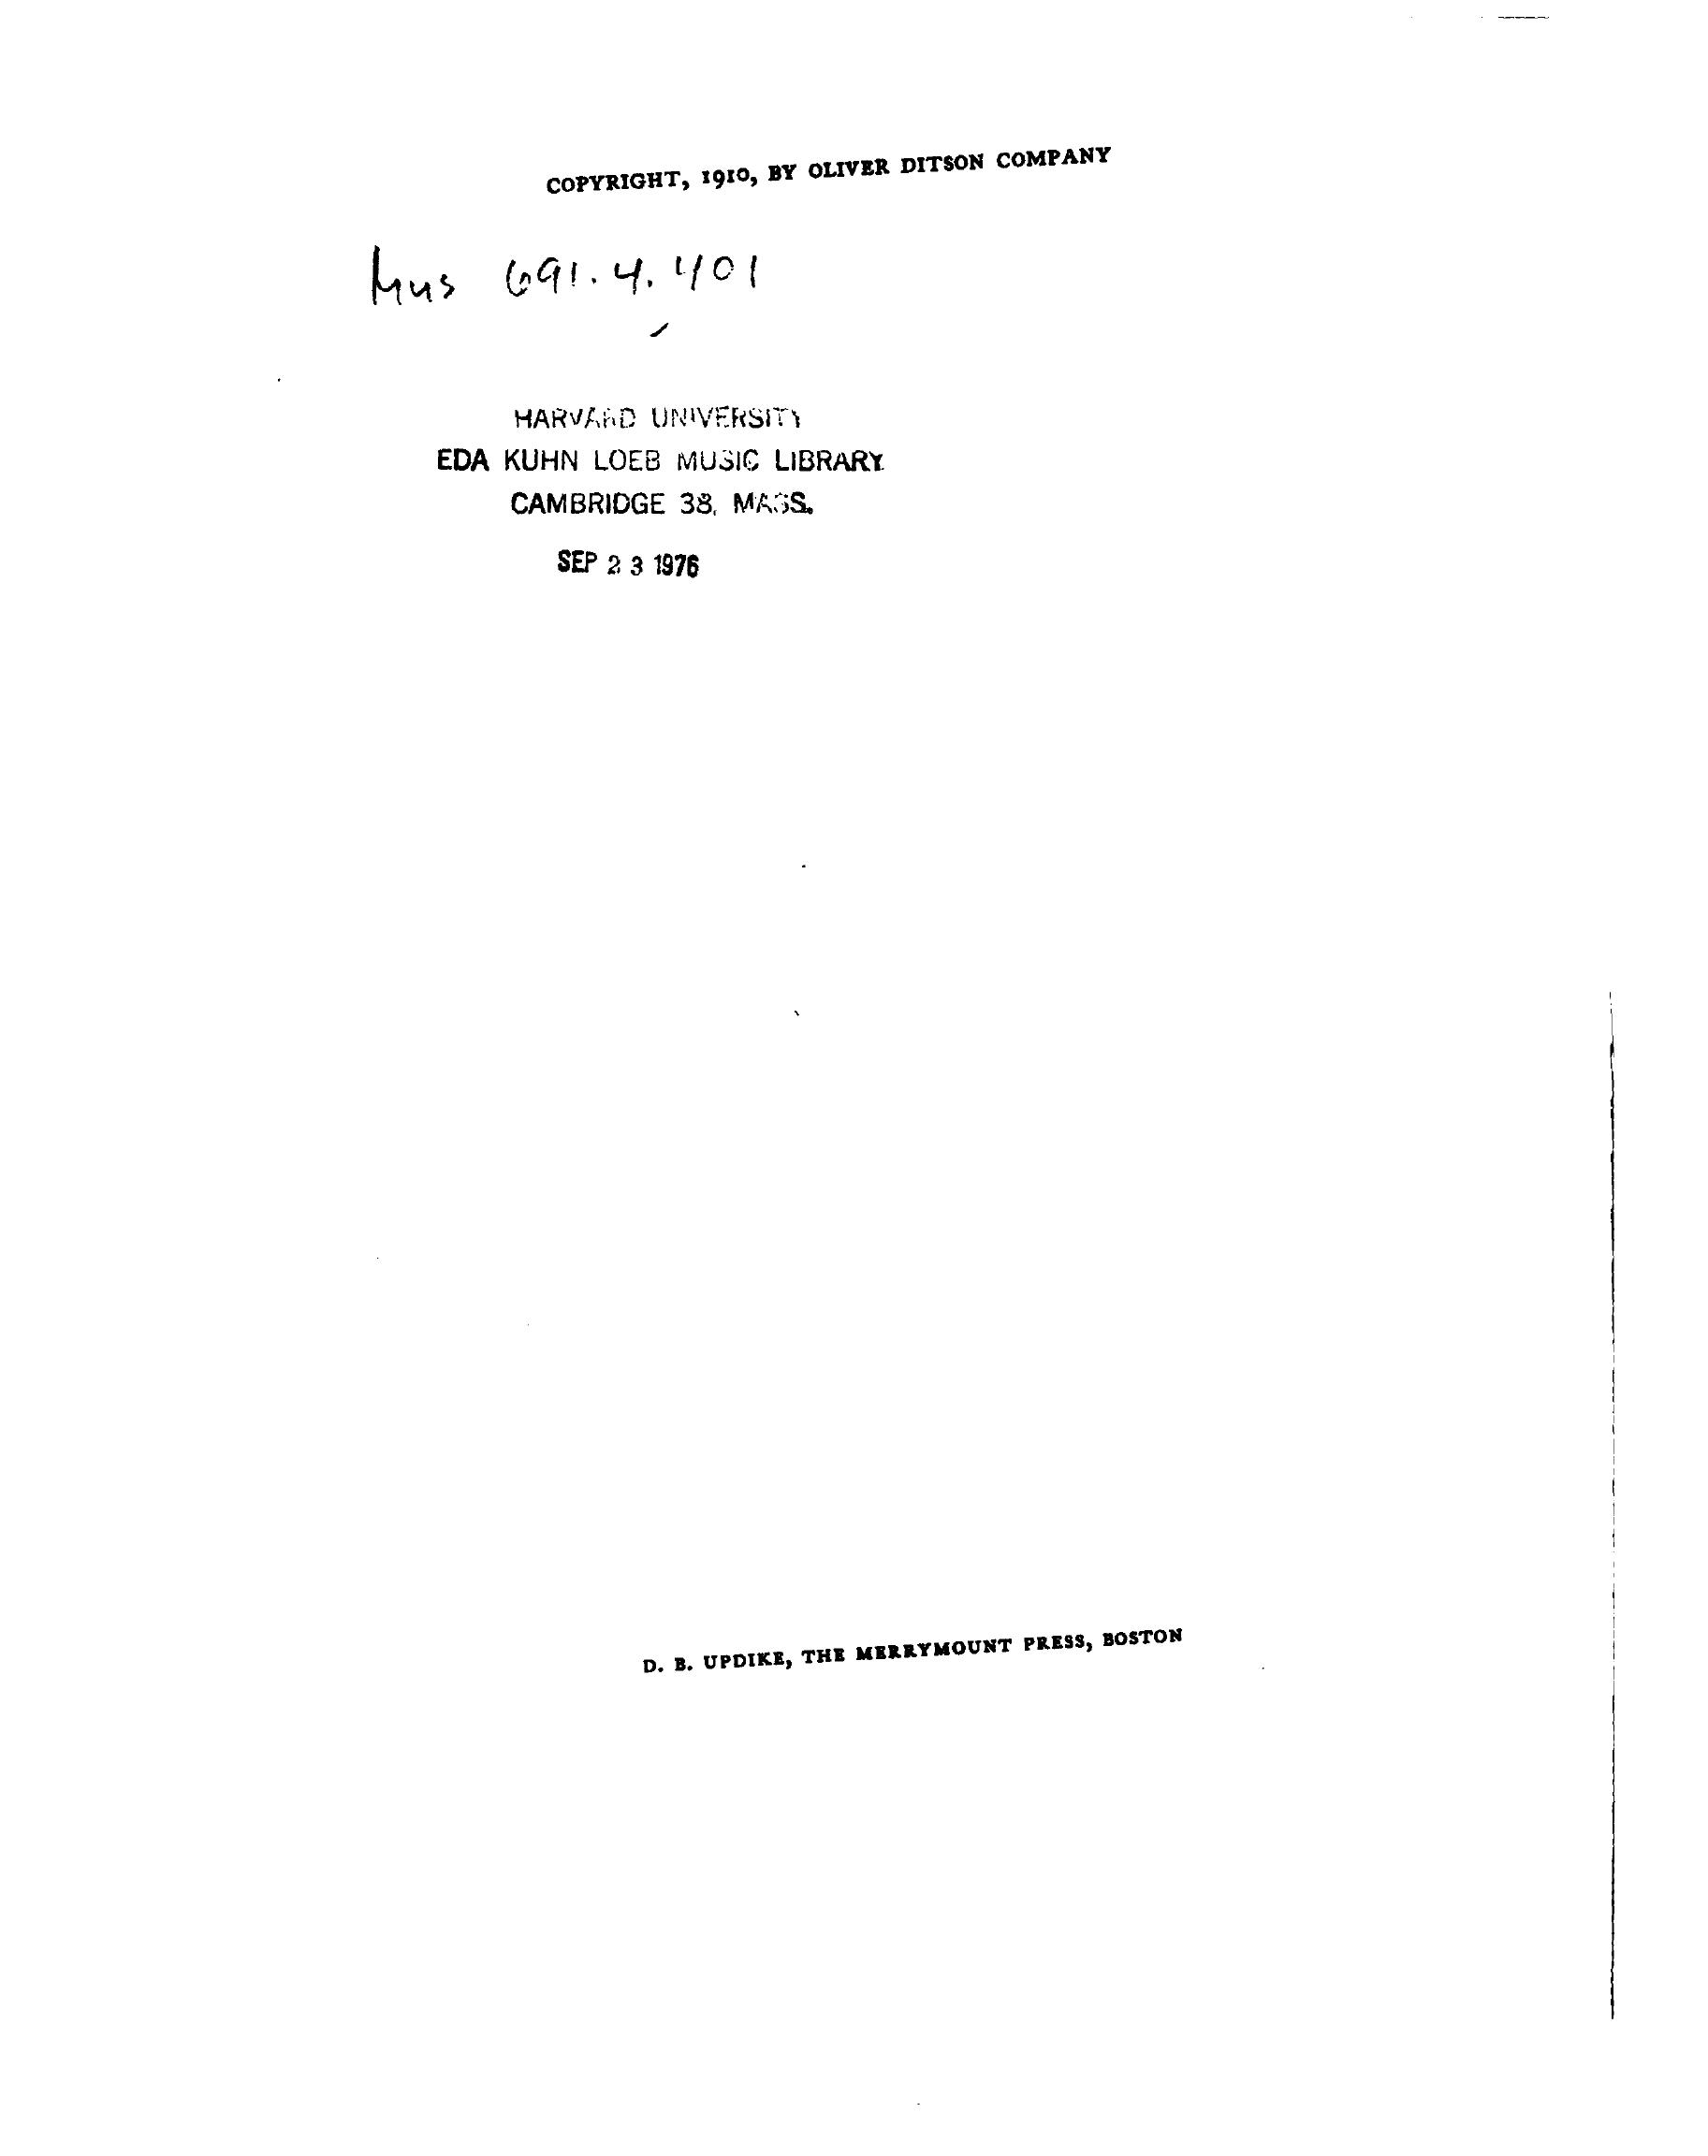 COPYRIGHT, 1910, BY OLIVER DITSON COMPANY
Mus 691.4.401
HARVARD UNIVERSITY
EDA KUHN LOEB MUSIC LIBRARY
CAMBRIDGE 38, MASS.
SEP 23 1976
D. B. UPDIKE, THE MERRYMOUNT PRESS, BOSTON